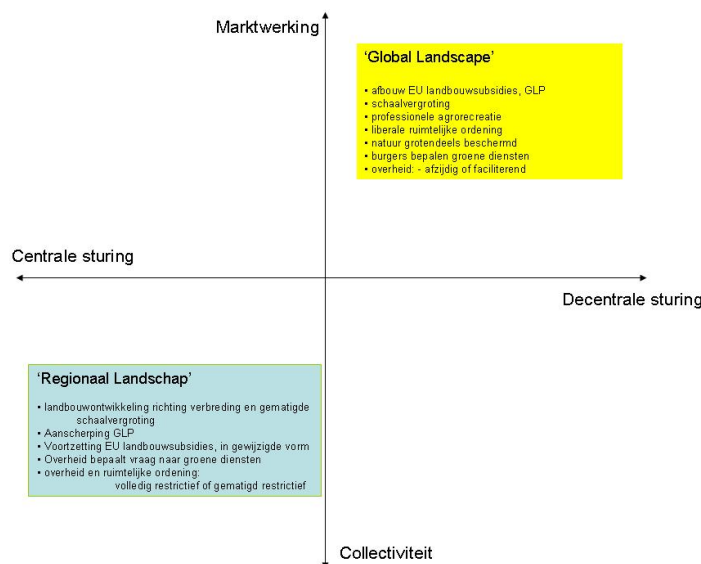 Marktwerking
‘Global Landscape’
▪ afbouw EU landbouwsubsidies, GLP
▪ schaalvergroting
▪ professionele agrorecreatie
▪ liberale ruimtelijke ordening
▪ natuur grotendeels beschermd
▪ burgers bepalen groene diensten
▪ overheid: - afzijdig of faciliterend
Centrale sturing
Decentrale sturing
‘Regionaal Landschap’
▪ landbouwontwikkeling richting verbreding en gematigde
schaalvergroting
▪ Aanscherping GLP
▪ Voortzetting EU landbouwsubsidies, in gewijzigde vorm
▪ Overheid bepaalt vraag naar groene diensten
▪ overheid en ruimtelijke ordening:
volledig restrictief of gematigd restrictief
Collectiviteit